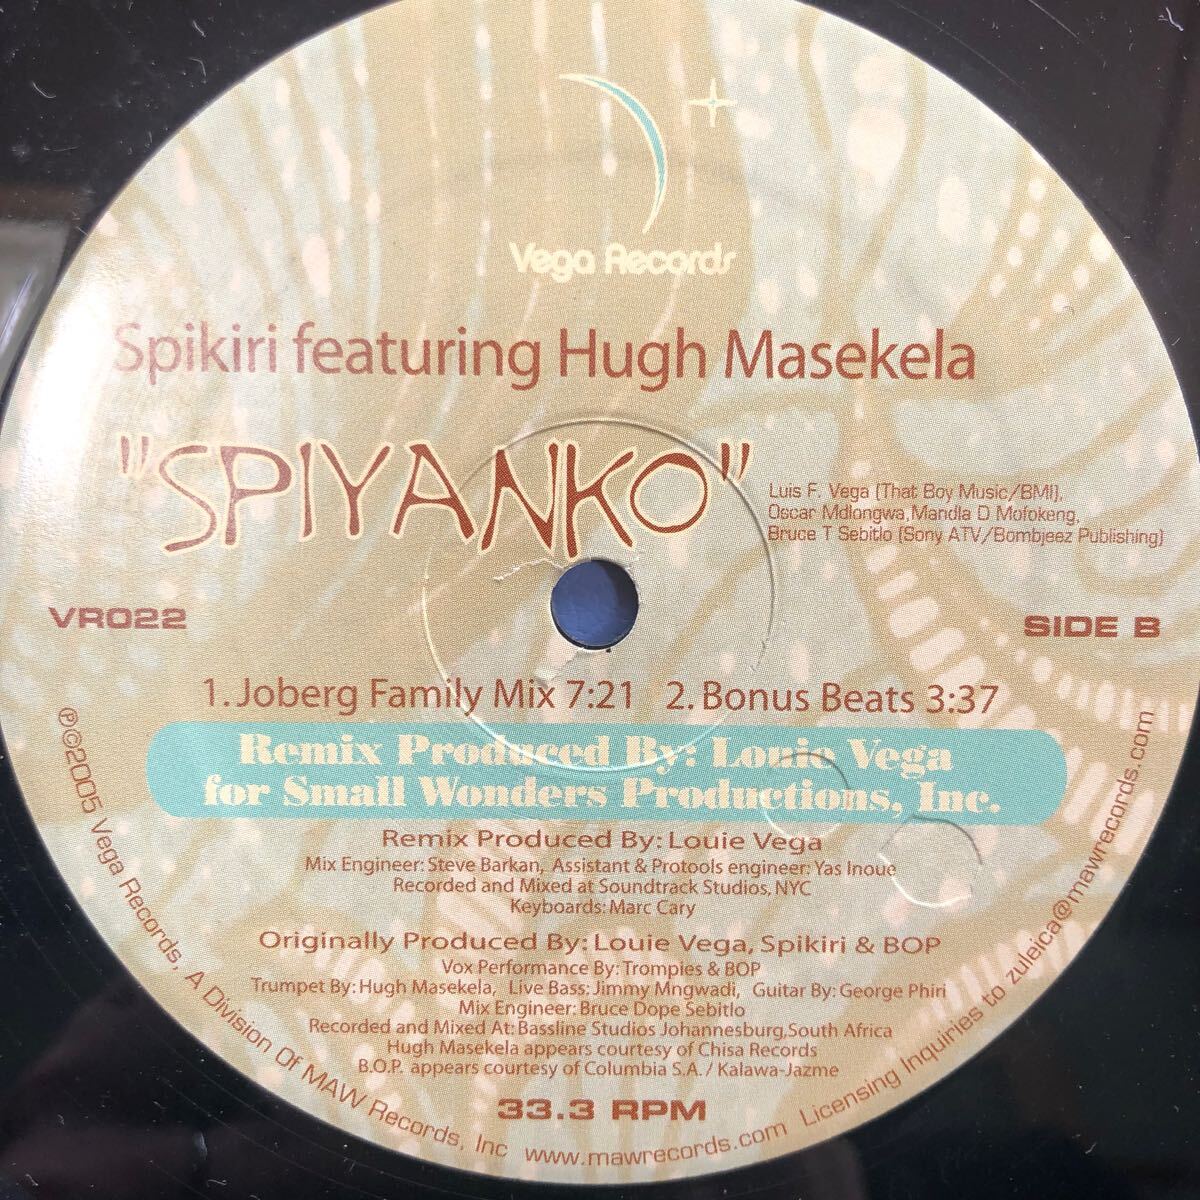 Vega Records
Spikiri featuring Hugh Masekela
"SPIYANKO"
Luis F. Vega (That Boy Music/BMI),
Oscar Mdlongwa, Mandla D Mofokeng,
Bruce T Sebitlo (Sony ATV/Bombjeez Publishing)
VR022
SIDE B
1. Joberg Family Mix 7:21 2. Bonus Beats 3:37
Remix Produced By: Louie Vega
for Small Wonders Productions, Inc.
Remix Produced By: Louie Vega
Mix Engineer: Steve Barkan, Assistant & Protools engineer: Yas Inoue
Recorded and Mixed at Soundtrack Studios, NYC
Keyboards: Marc Cary
Originally Produced By: Louie Vega, Spikiri & BOP
Vox Performance By: Trompies & BOP
Trumpet By: Hugh Masekela, Live Bass: Jimmy Mngwadi, Guitar By: George Phiri
Mix Engineer: Bruce Dope Sebitlo
Recorded and Mixed At: Bassline Studios Johannesburg, South Africa
Hugh Masekela appears courtesy of Chisa Records
B.O.P. appears courtesy of Columbia S.A. / Kalawa-Jazme
33.3 RPM
℗©2005 Vega Records, A Division Of MAW Records, Inc www.mawrecords.com Licensing Inquiries to zuleica@mawrecords.com